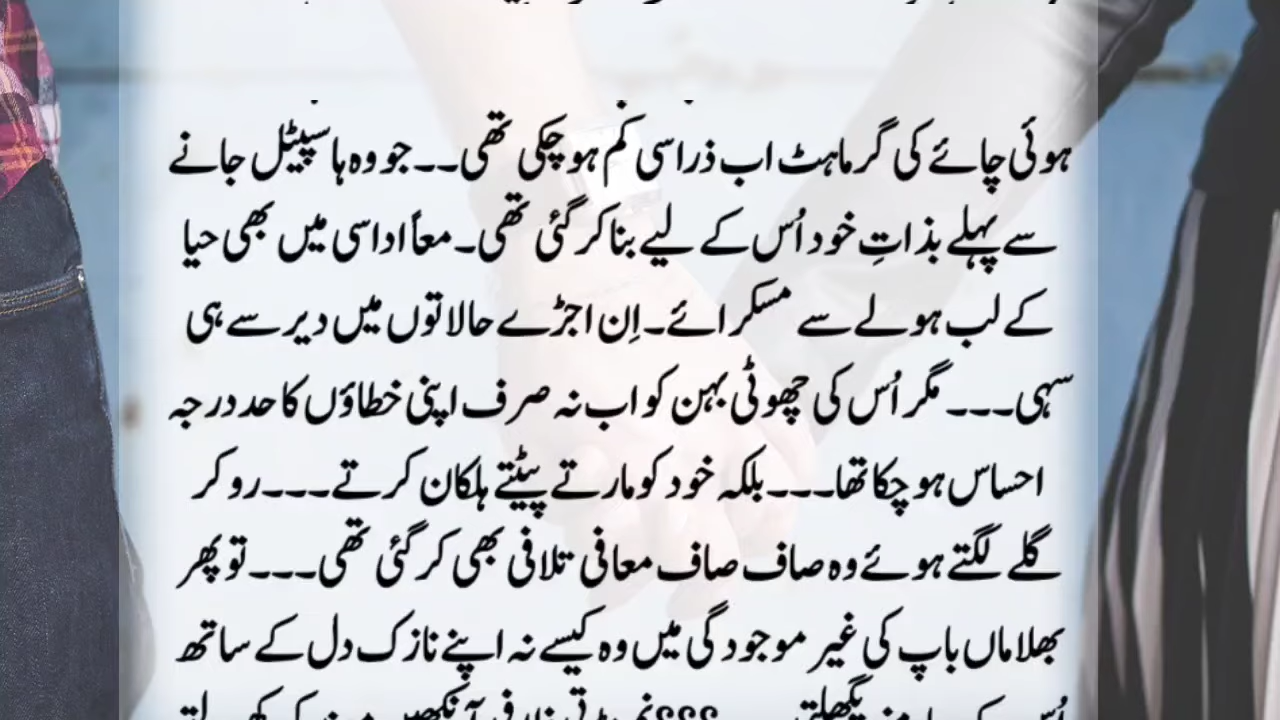 ہوئی چائے کی گرماہٹ اب ذرا سی کم ہو چکی تھی۔۔جو وہ ہاسپیٹل جانے
سے پہلے بذاتِ خود اُس کے لیے بنا کر گئی تھی۔معاً اداسی میں بھی حیا
کے لب ہولے سے مسکرائے۔اِن اجڑے حالاتوں میں دیر سے ہی
سہی۔۔۔مگر اُس کی چھوٹی بہن کو اب نہ صرف اپنی خطاؤں کا حد درجہ
احساس ہو چکا تھا۔۔۔بلکہ خود کو مارتے پیٹتے ہلکان کرتے۔۔۔رو کر
گلے لگتے ہوئے وہ صاف صاف معافی تلافی بھی کر گئی تھی۔۔۔تو پھر
بھلا ماں باپ کی غیر موجودگی میں وہ کیسے نہ اپنے نازک دل کے ساتھ